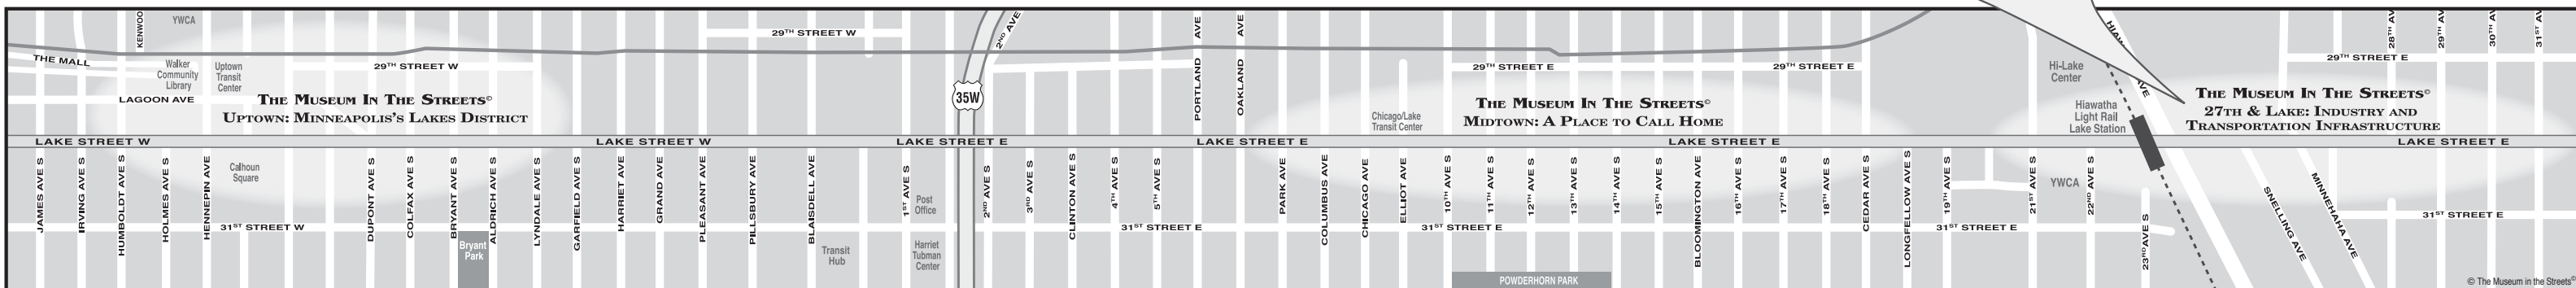 YWCA
KENWOO
29TH STREET W
2ND AVE
PORTLAND AVE
OAKLAND AVE
HIAW
AVE
28TH AV
29TH AV
30TH AV
31ST AV
THE MALL
Walker
Community
Library
Uptown
Transit
Center
29TH STREET W
29TH STREET E
29TH STREET E
29TH STREET E
Hi-Lake
Center
LAGOON AVE
THE MUSEUM IN THE STREETS©
UPTOWN: MINNEAPOLIS'S LAKES DISTRICT
35W
Chicago/Lake
Transit Center
THE MUSEUM IN THE STREETS©
MIDTOWN: A PLACE TO CALL HOME
Hiawatha
Light Rail
Lake Station
THE MUSEUM IN THE STREETS©
27TH & LAKE: INDUSTRY AND
TRANSPORTATION INFRASTRUCTURE
LAKE STREET W
LAKE STREET W
LAKE STREET E
LAKE STREET E
LAKE STREET E
LAKE STREET E
JAMES AVE S
IRVING AVE S
HUMBOLDT AVE S
HOLMES AVE S
HENNEPIN AVE
Calhoun
Square
DUPONT AVE S
COLFAX AVE S
BRYANT AVE S
ALDRICH AVE S
LYNDALE AVE S
GARFIELD AVE S
HARRIET AVE
GRAND AVE
PLEASANT AVE
PILLSBURY AVE
BLAISDELL AVE
1ST AVE S
Post
Office
2ND AVE S
3RD AVE S
CLINTON AVE S
4TH AVE S
5TH AVE S
PARK AVE
COLUMBUS AVE
CHICAGO AVE
ELLIOT AVE
10TH AVE S
11TH AVE S
12TH AVE S
13TH AVE S
14TH AVE S
15TH AVE S
BLOOMINGTON AVE
16TH AVE S
17TH AVE S
18TH AVE S
CEDAR AVE S
LONGFELLOW AVE S
19TH AVE S
21ST AVE S
YWCA
22ND AVE S
23RD AVE S
SNELLING AVE
MINNEHAHA AVE
31ST STREET W
31ST STREET E
31ST STREET E
31ST STREET E
31ST STREET E
Bryant
Park
Transit
Hub
Harriet
Tubman
Center
POWDERHORN PARK
© The Museum in the Streets©